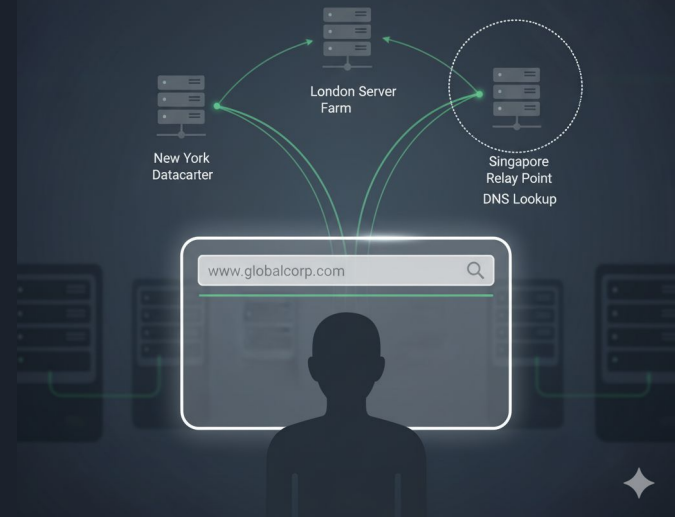 London Server
Farm
New York
Datacarter
Singapore
Relay Point
DNS Lookup
www.globalcorp.com